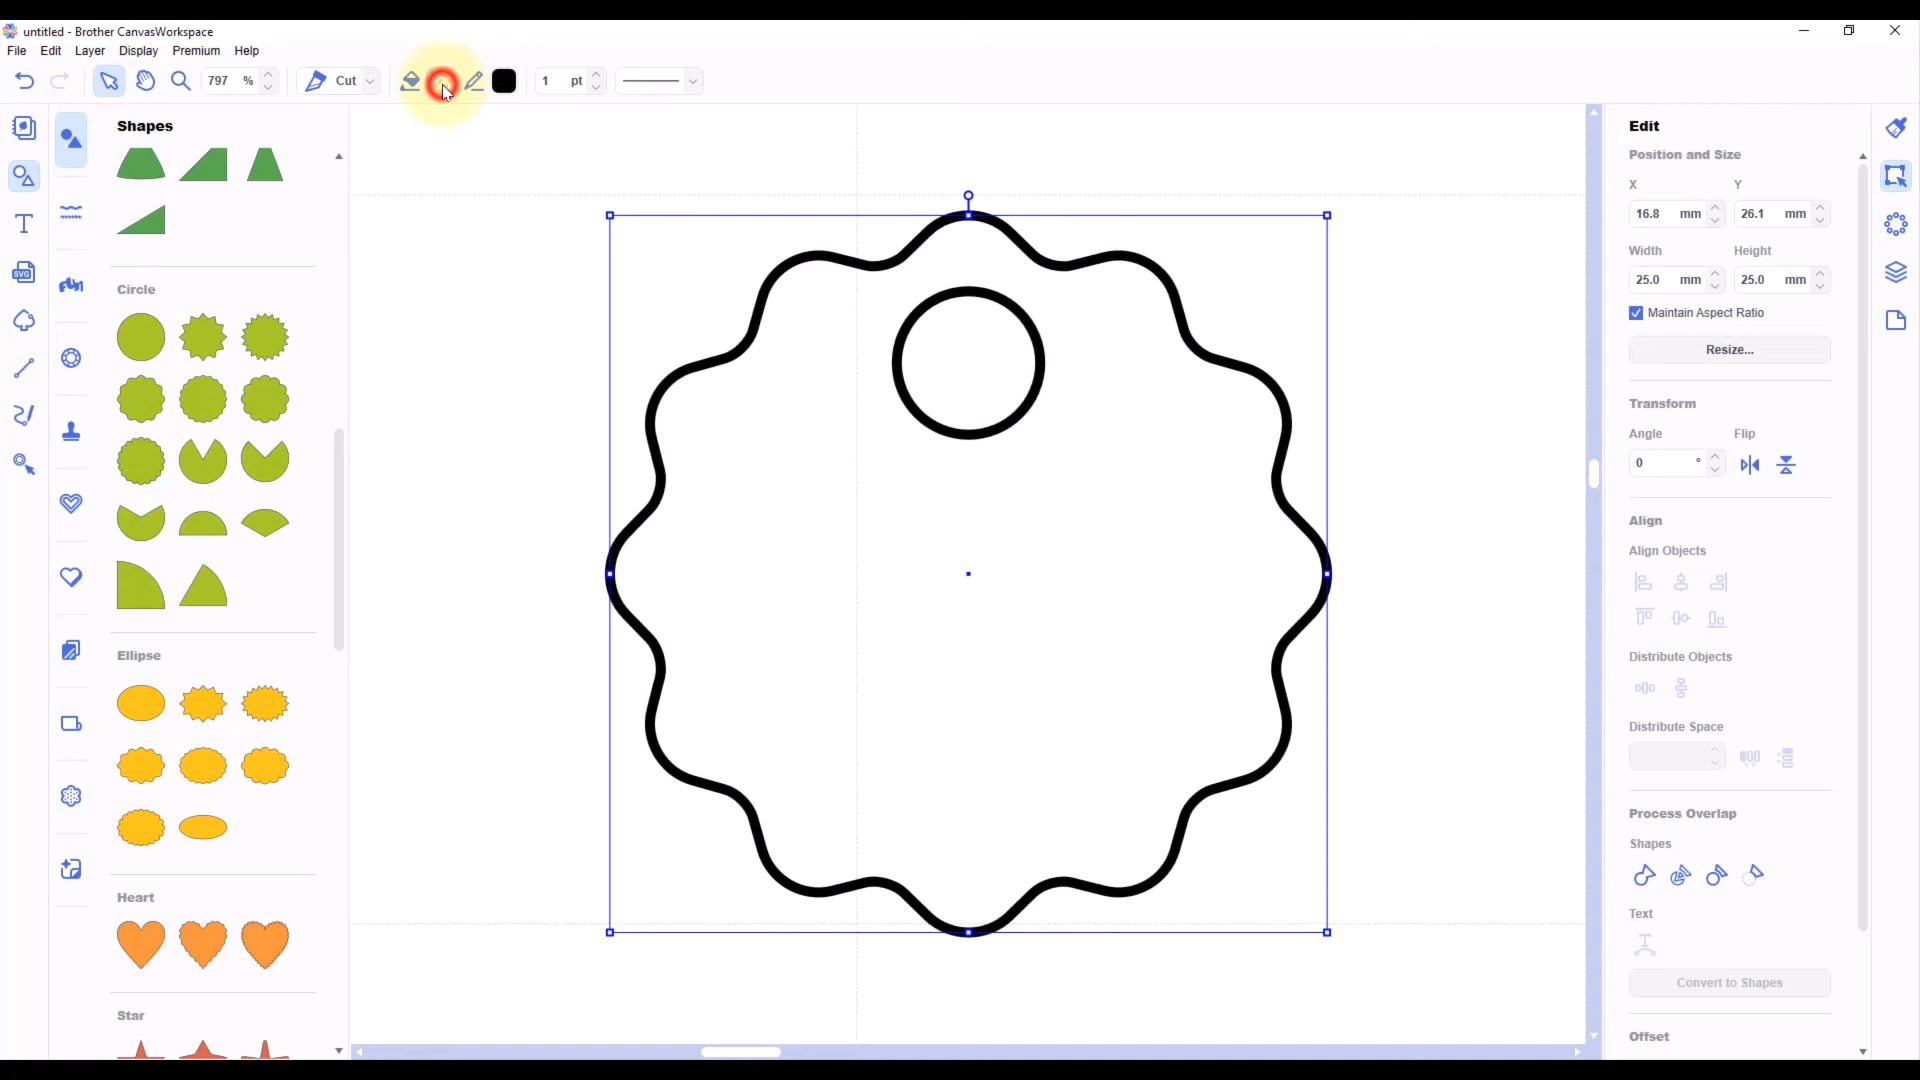 untitled - Brother CanvasWorkspace
File Edit Layer Display Premium Help
797 % Cut 1 pt
Shapes
Circle
Ellipse
Heart
Star
SVG
Edit
Position and Size
X Y
16.8 mm 26.1 mm
Width Height
25.0 mm 25.0 mm
Maintain Aspect Ratio
Resize...
Transform
Angle Flip
0 °
Align
Align Objects
Distribute Objects
Distribute Space
Process Overlap
Shapes
Text
Convert to Shapes
Offset